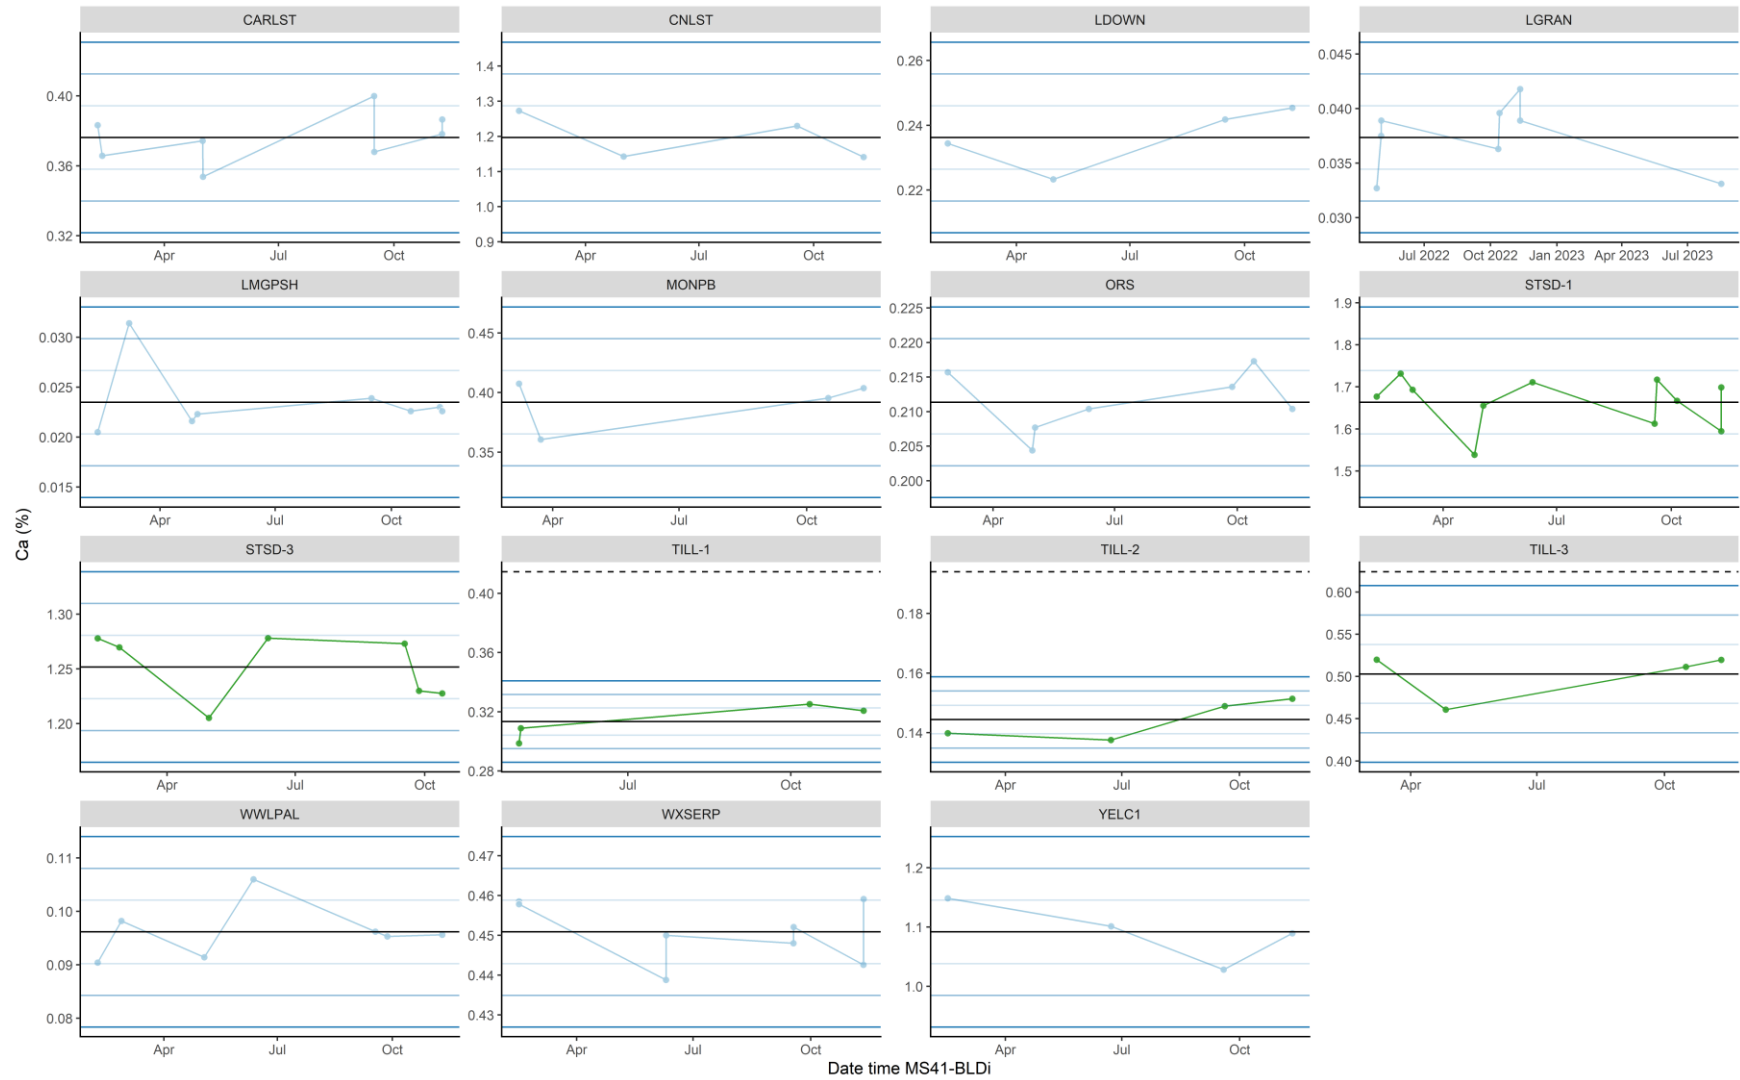 CARLST CNLST LDOWN LGRAN
0.40
0.36
0.32
Apr Jul Oct
1.4
1.3
1.2
1.1
1.0
0.9
Apr Jul Oct
0.26
0.24
0.22
Apr Jul Oct
0.045
0.040
0.035
0.030
Jul 2022 Oct 2022 Jan 2023 Apr 2023 Jul 2023
LMGPSH MONPB ORS STSD-1
0.030
0.025
0.020
0.015
Apr Jul Oct
0.45
0.40
0.35
Apr Jul Oct
0.225
0.220
0.215
0.210
0.205
0.200
Apr Jul Oct
1.9
1.8
1.7
1.6
1.5
Apr Jul Oct
Ca (%)
STSD-3 TILL-1 TILL-2 TILL-3
1.30
1.25
1.20
Apr Jul Oct
0.40
0.36
0.32
0.28
Jul Oct
0.18
0.16
0.14
Apr Jul Oct
0.60
0.55
0.50
0.45
0.40
Apr Jul Oct
WWLPAL WXSERP YELC1
0.11
0.10
0.09
0.08
Apr Jul Oct
0.47
0.46
0.45
0.44
0.43
Apr Jul Oct
1.2
1.1
1.0
Apr Jul Oct
Date time MS41-BLDi